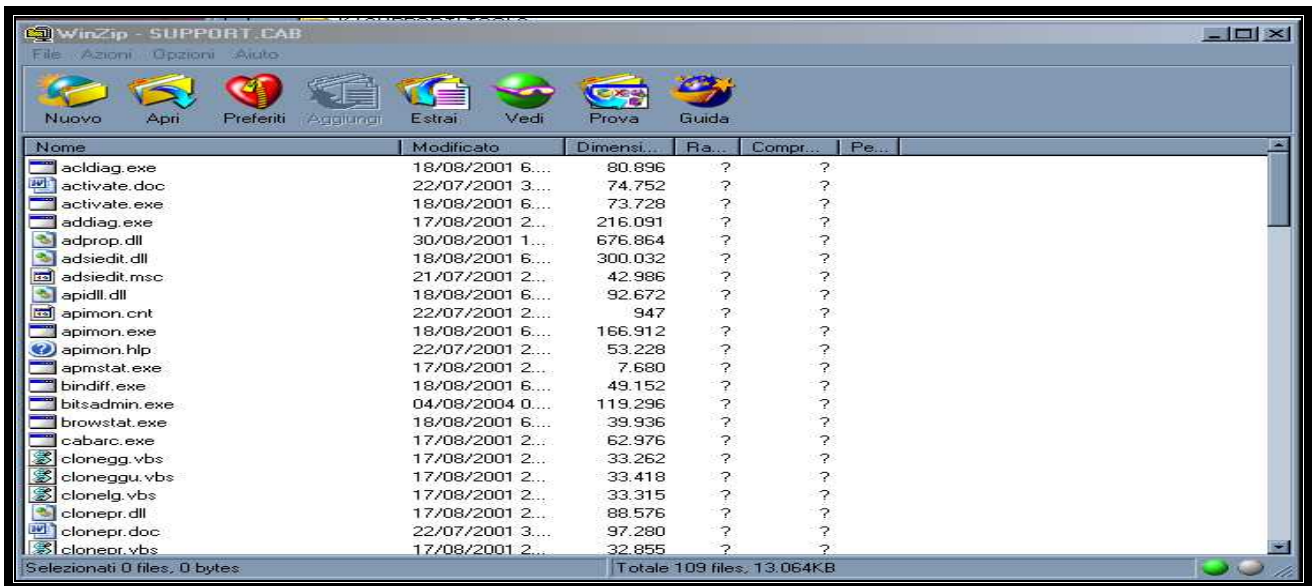 WinZip - SUPPORT.CAB
File Azioni Opzioni Aiuto
Nuovo Apri Preferiti Aggiungi Estrai Vedi Prova Guida
Nome Modificato Dimensi... Ra... Compr... Pe...
acldiag.exe 18/08/2001 6.... 80.896 ? ?
activate.doc 22/07/2001 3.... 74.752 ? ?
activate.exe 18/08/2001 6.... 73.728 ? ?
addiag.exe 17/08/2001 2... 216.091 ? ?
adprop.dll 30/08/2001 1... 676.864 ? ?
adsiedit.dll 18/08/2001 6.... 300.032 ? ?
adsiedit.msc 21/07/2001 2... 42.986 ? ?
apidll.dll 18/08/2001 6.... 92.672 ? ?
apimon.cnt 22/07/2001 2.... 947 ? ?
apimon.exe 18/08/2001 6.... 166.912 ? ?
apimon.hlp 22/07/2001 2.... 53.228 ? ?
apmstat.exe 17/08/2001 2... 7.680 ? ?
bindiff.exe 18/08/2001 6.... 49.152 ? ?
bitsadmin.exe 04/08/2004 0.... 119.296 ? ?
browstat.exe 18/08/2001 6.... 39.936 ? ?
cabarc.exe 17/08/2001 2... 62.976 ? ?
clonegg.vbs 17/08/2001 2... 33.262 ? ?
cloneggu.vbs 17/08/2001 2... 33.418 ? ?
clonelg.vbs 17/08/2001 2... 33.315 ? ?
clonepr.dll 17/08/2001 2... 88.576 ? ?
clonepr.doc 22/07/2001 3.... 97.280 ? ?
clonepr.vbs 17/08/2001 2... 32.855 ? ?
Selezionati 0 files, 0 bytes Totale 109 files, 13.064KB